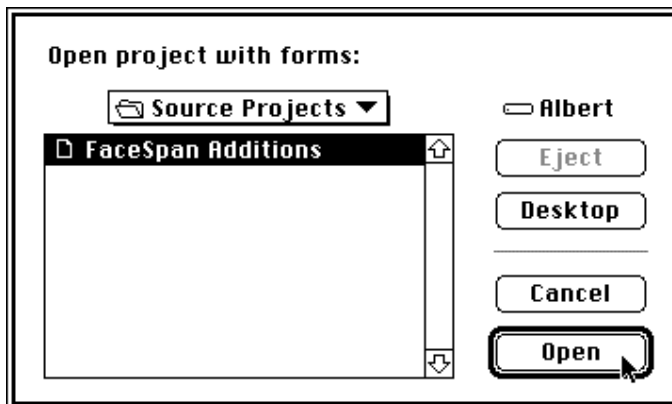 Open project with forms:
Source Projects
Albert
FaceSpan Additions
Eject
Desktop
Cancel
Open